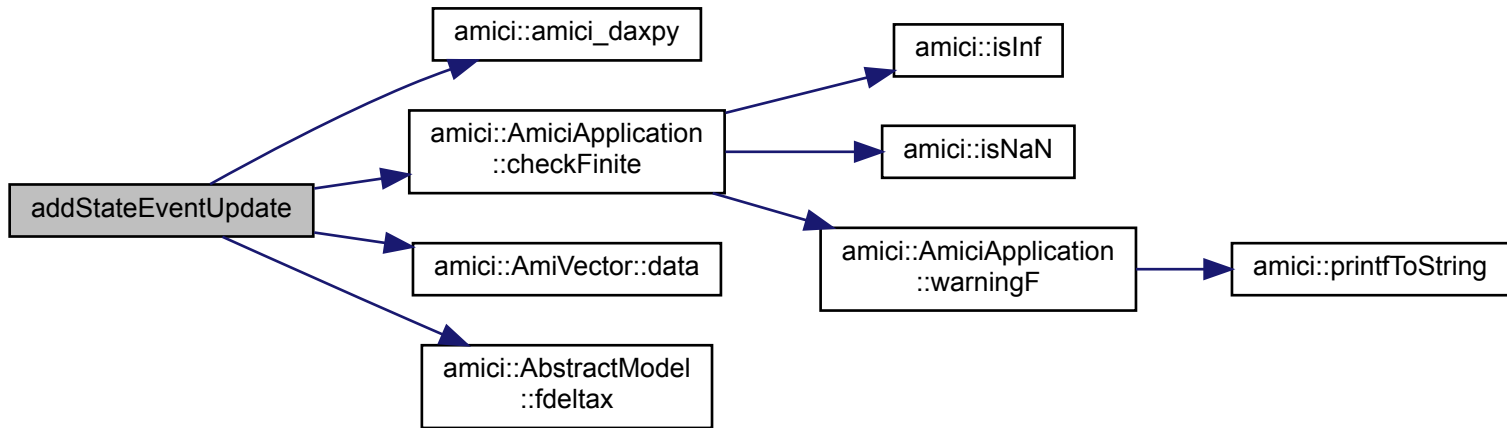 amici::amici_daxpy
amici::isInf
amici::AmiciApplication
::checkFinite
amici::isNaN
addStateEventUpdate
amici::AmiVector::data
amici::AmiciApplication
::warningF
amici::printfToString
amici::AbstractModel
::fdeltax